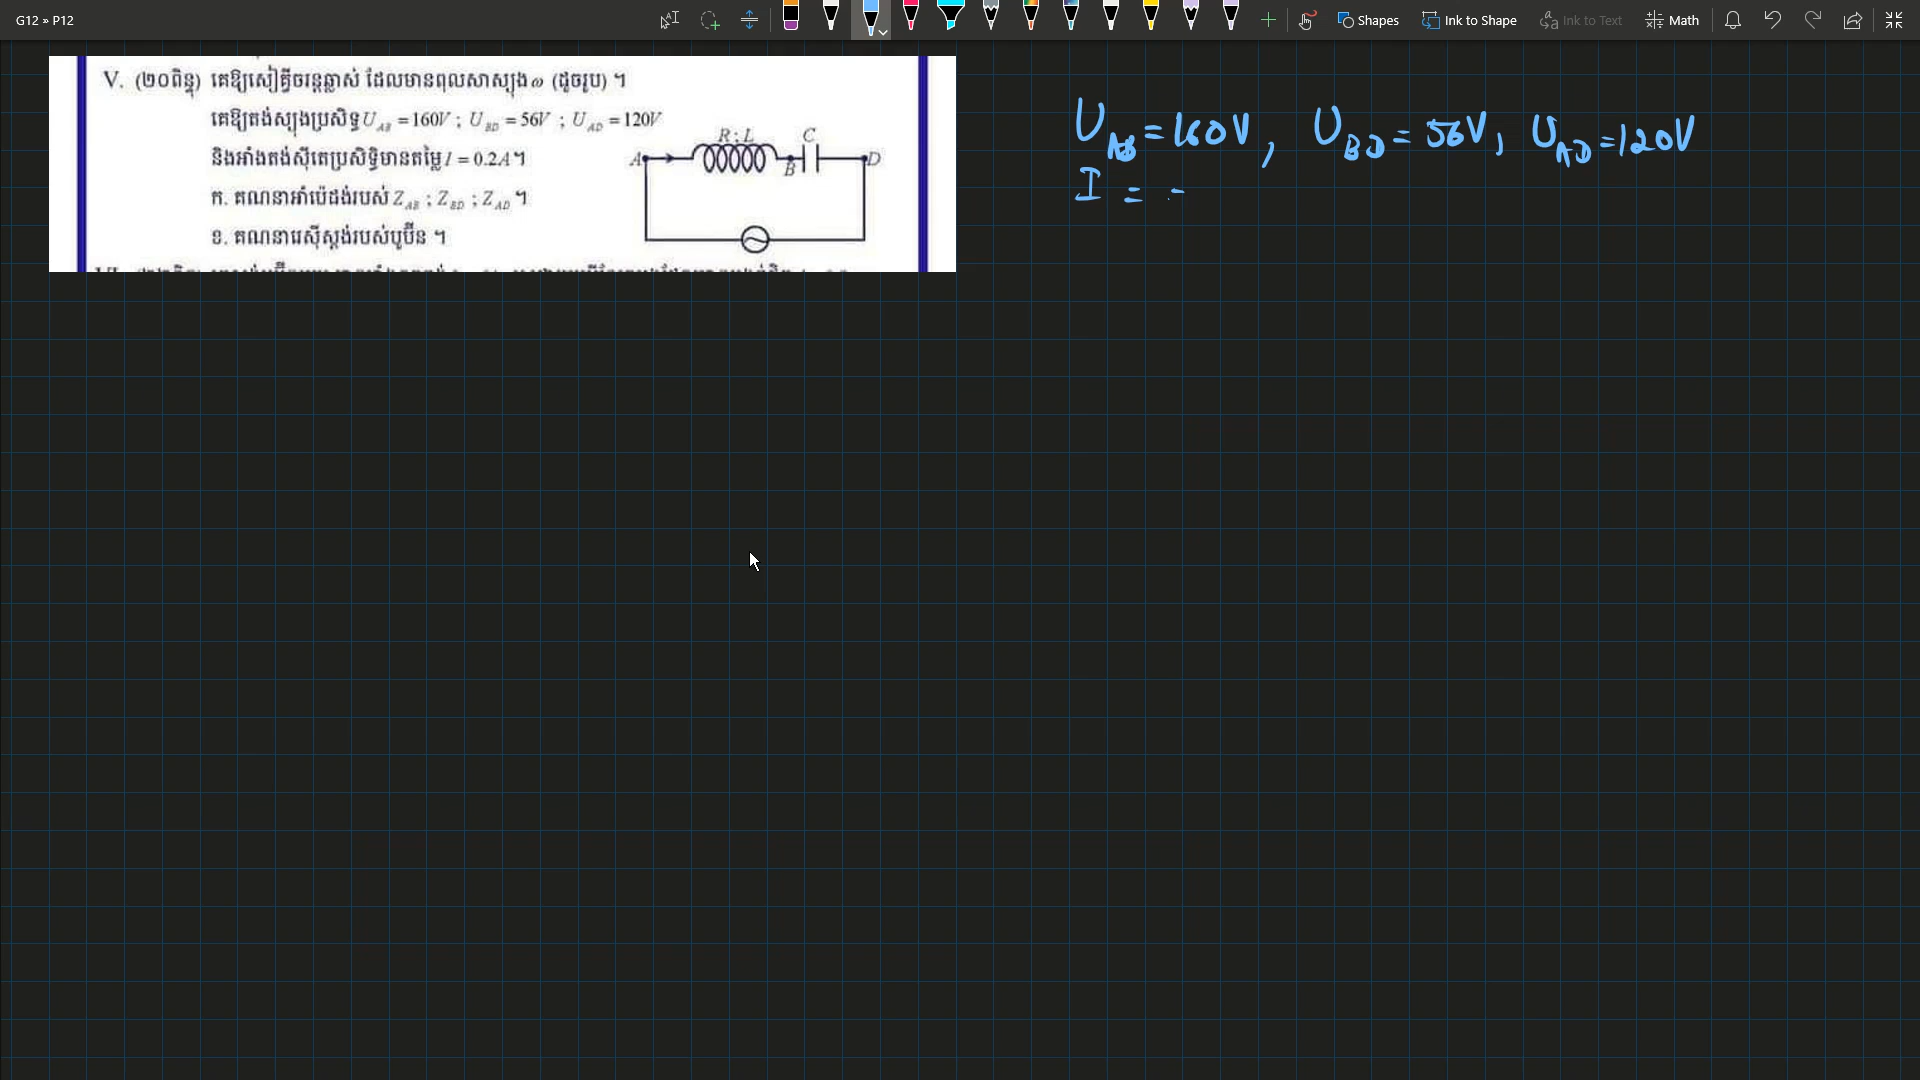 G12 » P12
Shapes
Ink to Shape
Ink to Text
Math
V. (២០ពិន្ទុ) គេឱ្យសៀគ្វីចរន្តឆ្លាស់ ដែលមានពុលសាស្យុង ω (ដូចរូប) ។
គេឱ្យតង់ស្យុងប្រសិទ្ធ U_AB = 160V ; U_BD = 56V ; U_AD = 120V
និងអាំងតង់ស៊ីតេប្រសិទ្ធិមានតម្លៃ I = 0.2A ។
ក. គណនាអាំប៉េដង់របស់ Z_AB ; Z_BD ; Z_AD ។
ខ. គណនារេស៊ីស្តង់របស់បូប៊ីន ។
R ; L
C
A
B
D
U_AB = 160V , U_BD = 56V , U_AD = 120V
I =